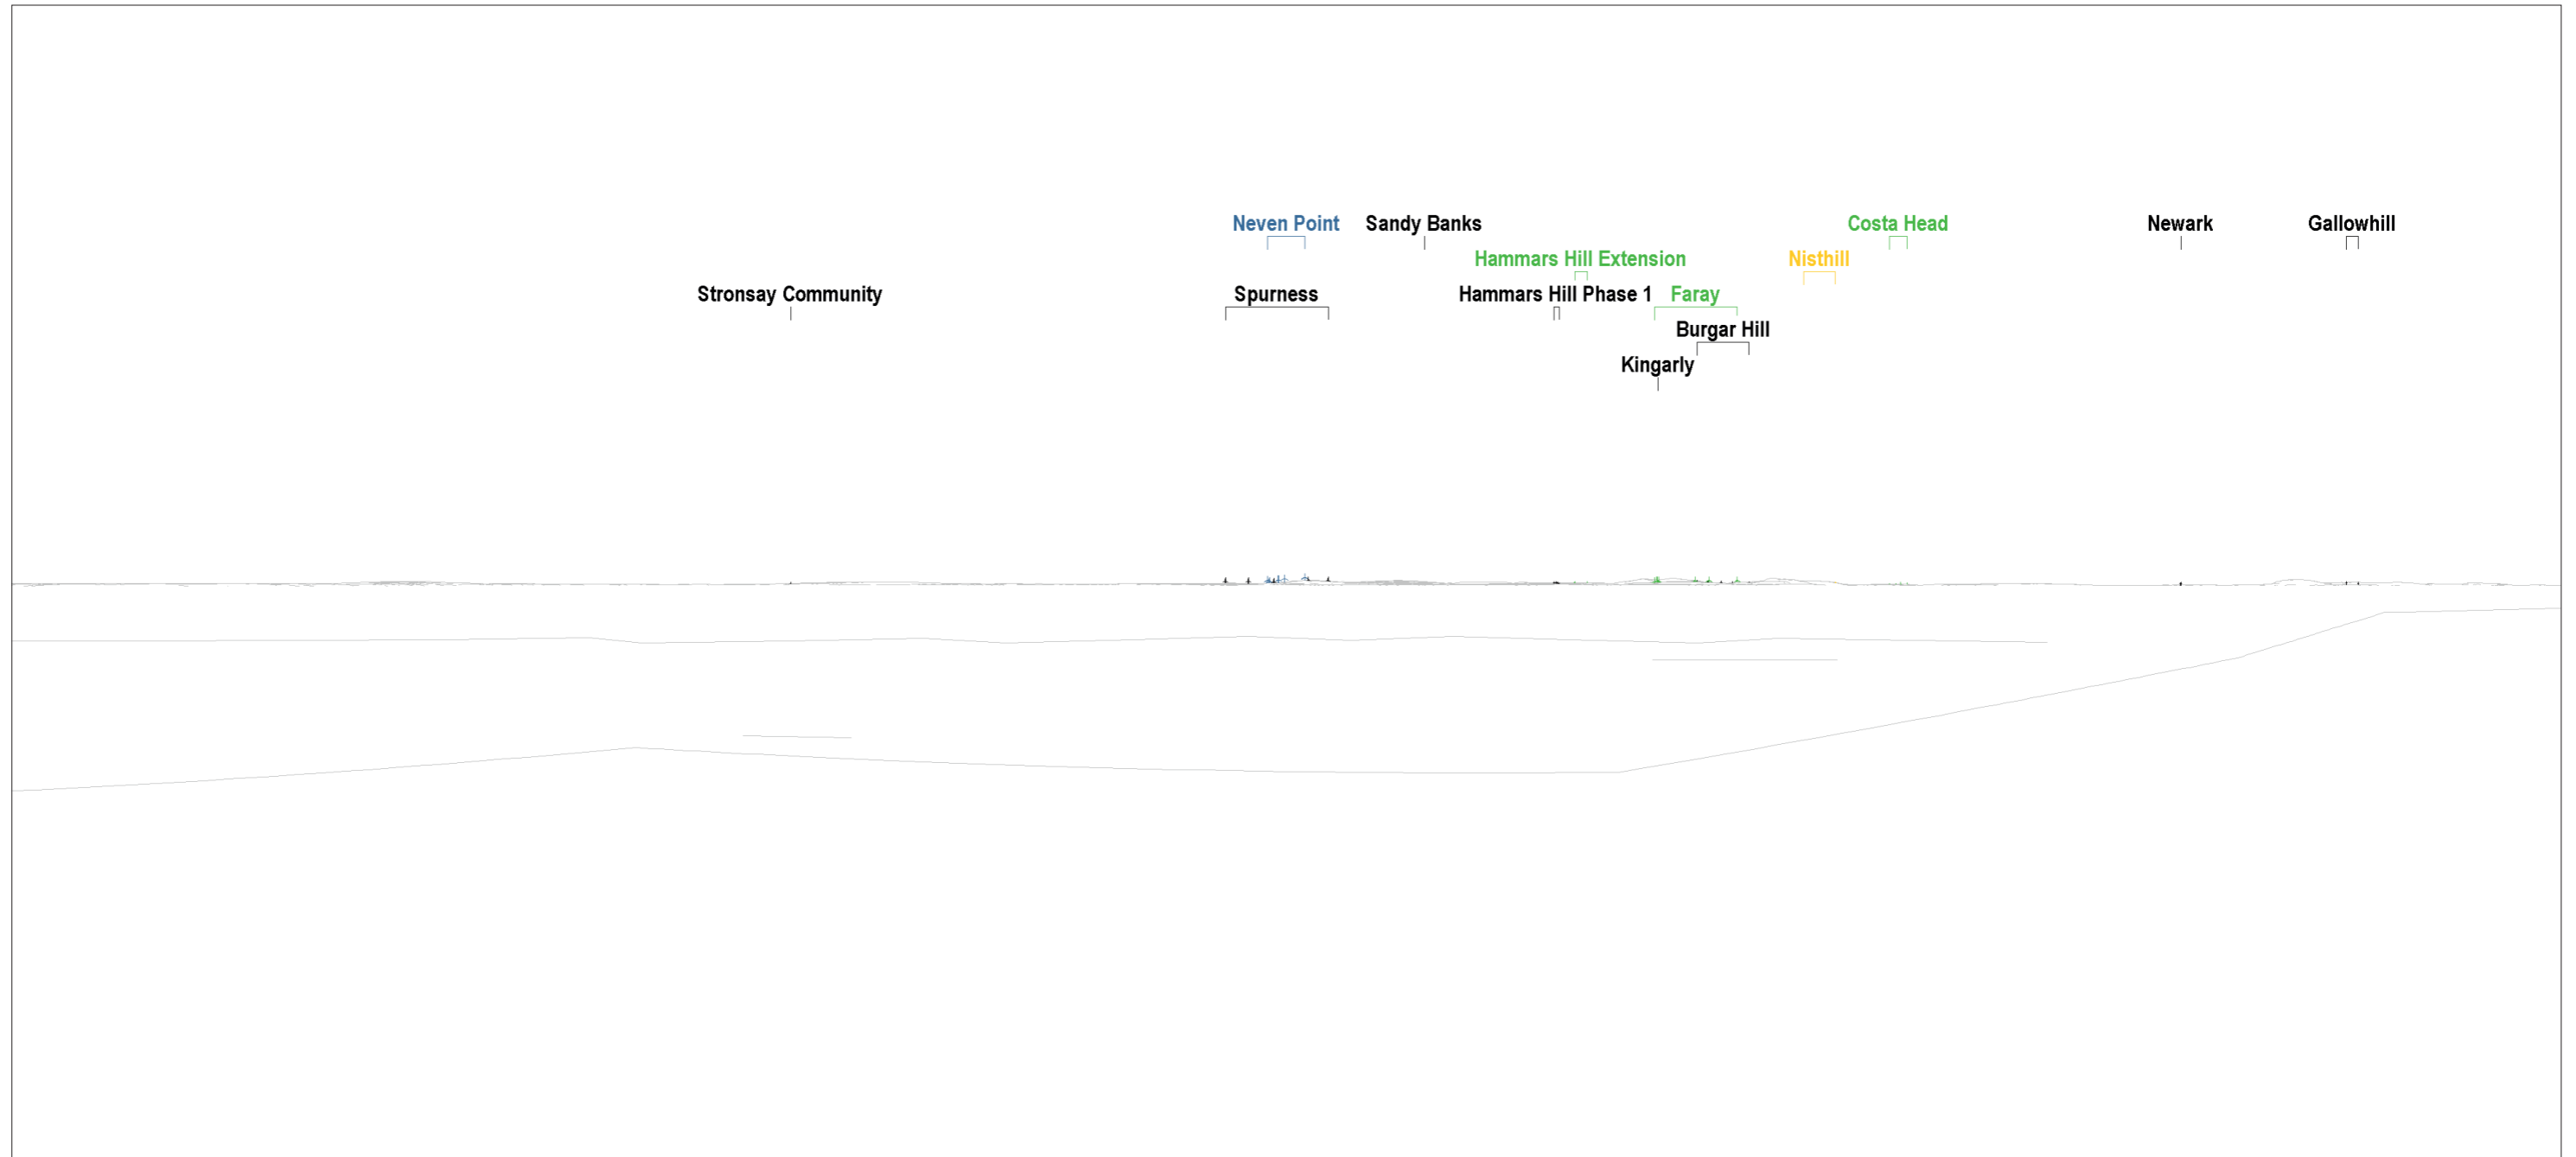 Neven Point
Sandy Banks
Costa Head
Newark
Gallowhill
Hammars Hill Extension
Nisthill
Stronsay Community
Spurness
Hammars Hill Phase 1
Faray
Burgar Hill
Kingarly